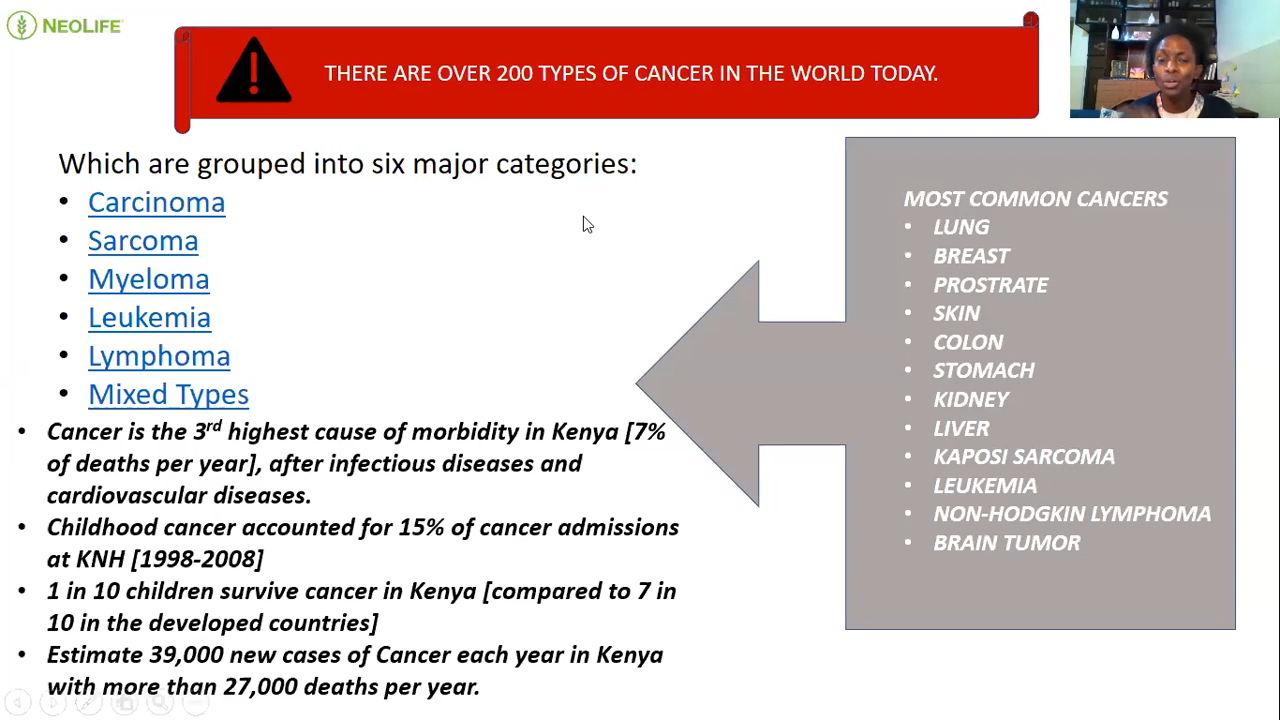 NEOLIFE
THERE ARE OVER 200 TYPES OF CANCER IN THE WORLD TODAY.
Which are grouped into six major categories:
• Carcinoma
• Sarcoma
• Myeloma
• Leukemia
• Lymphoma
• Mixed Types
• Cancer is the 3rd highest cause of morbidity in Kenya [7%
of deaths per year], after infectious diseases and
cardiovascular diseases.
• Childhood cancer accounted for 15% of cancer admissions
at KNH [1998-2008]
• 1 in 10 children survive cancer in Kenya [compared to 7 in
10 in the developed countries]
• Estimate 39,000 new cases of Cancer each year in Kenya
with more than 27,000 deaths per year.
MOST COMMON CANCERS
• LUNG
• BREAST
• PROSTRATE
• SKIN
• COLON
• STOMACH
• KIDNEY
• LIVER
• KAPOSI SARCOMA
• LEUKEMIA
• NON-HODGKIN LYMPHOMA
• BRAIN TUMOR